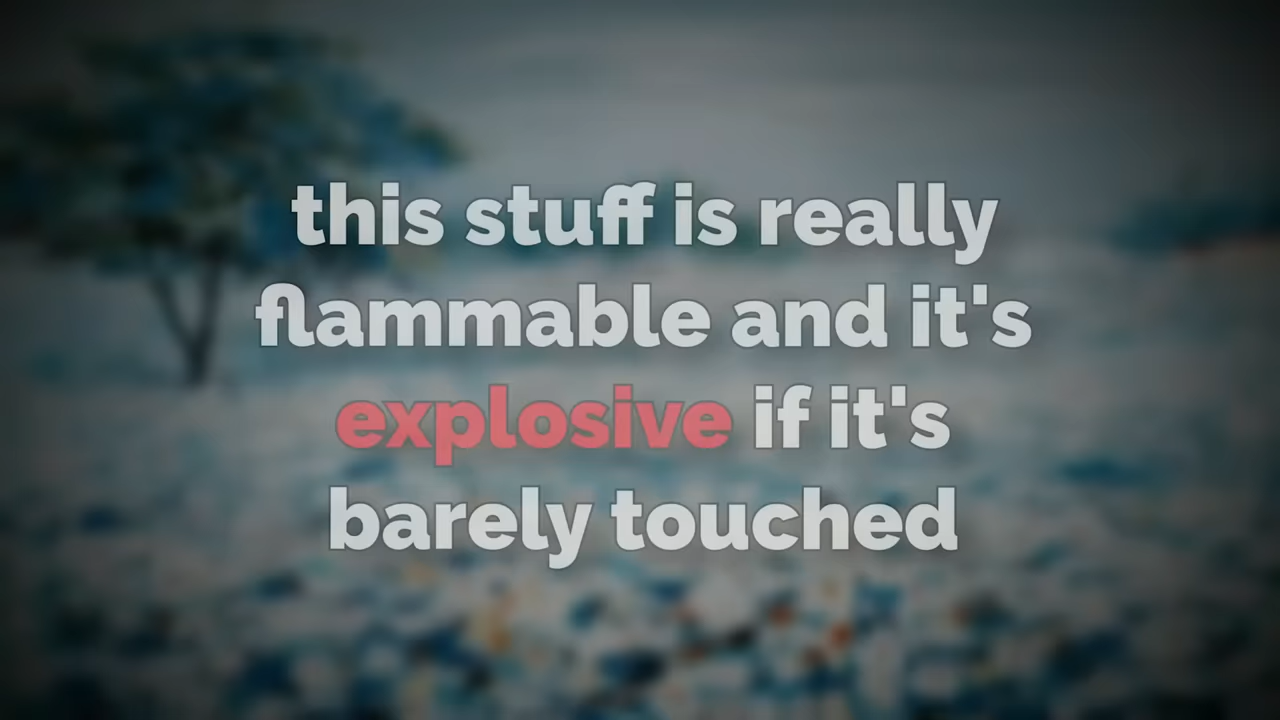 this stuff is really
flammable and it's
explosive if it's
barely touched